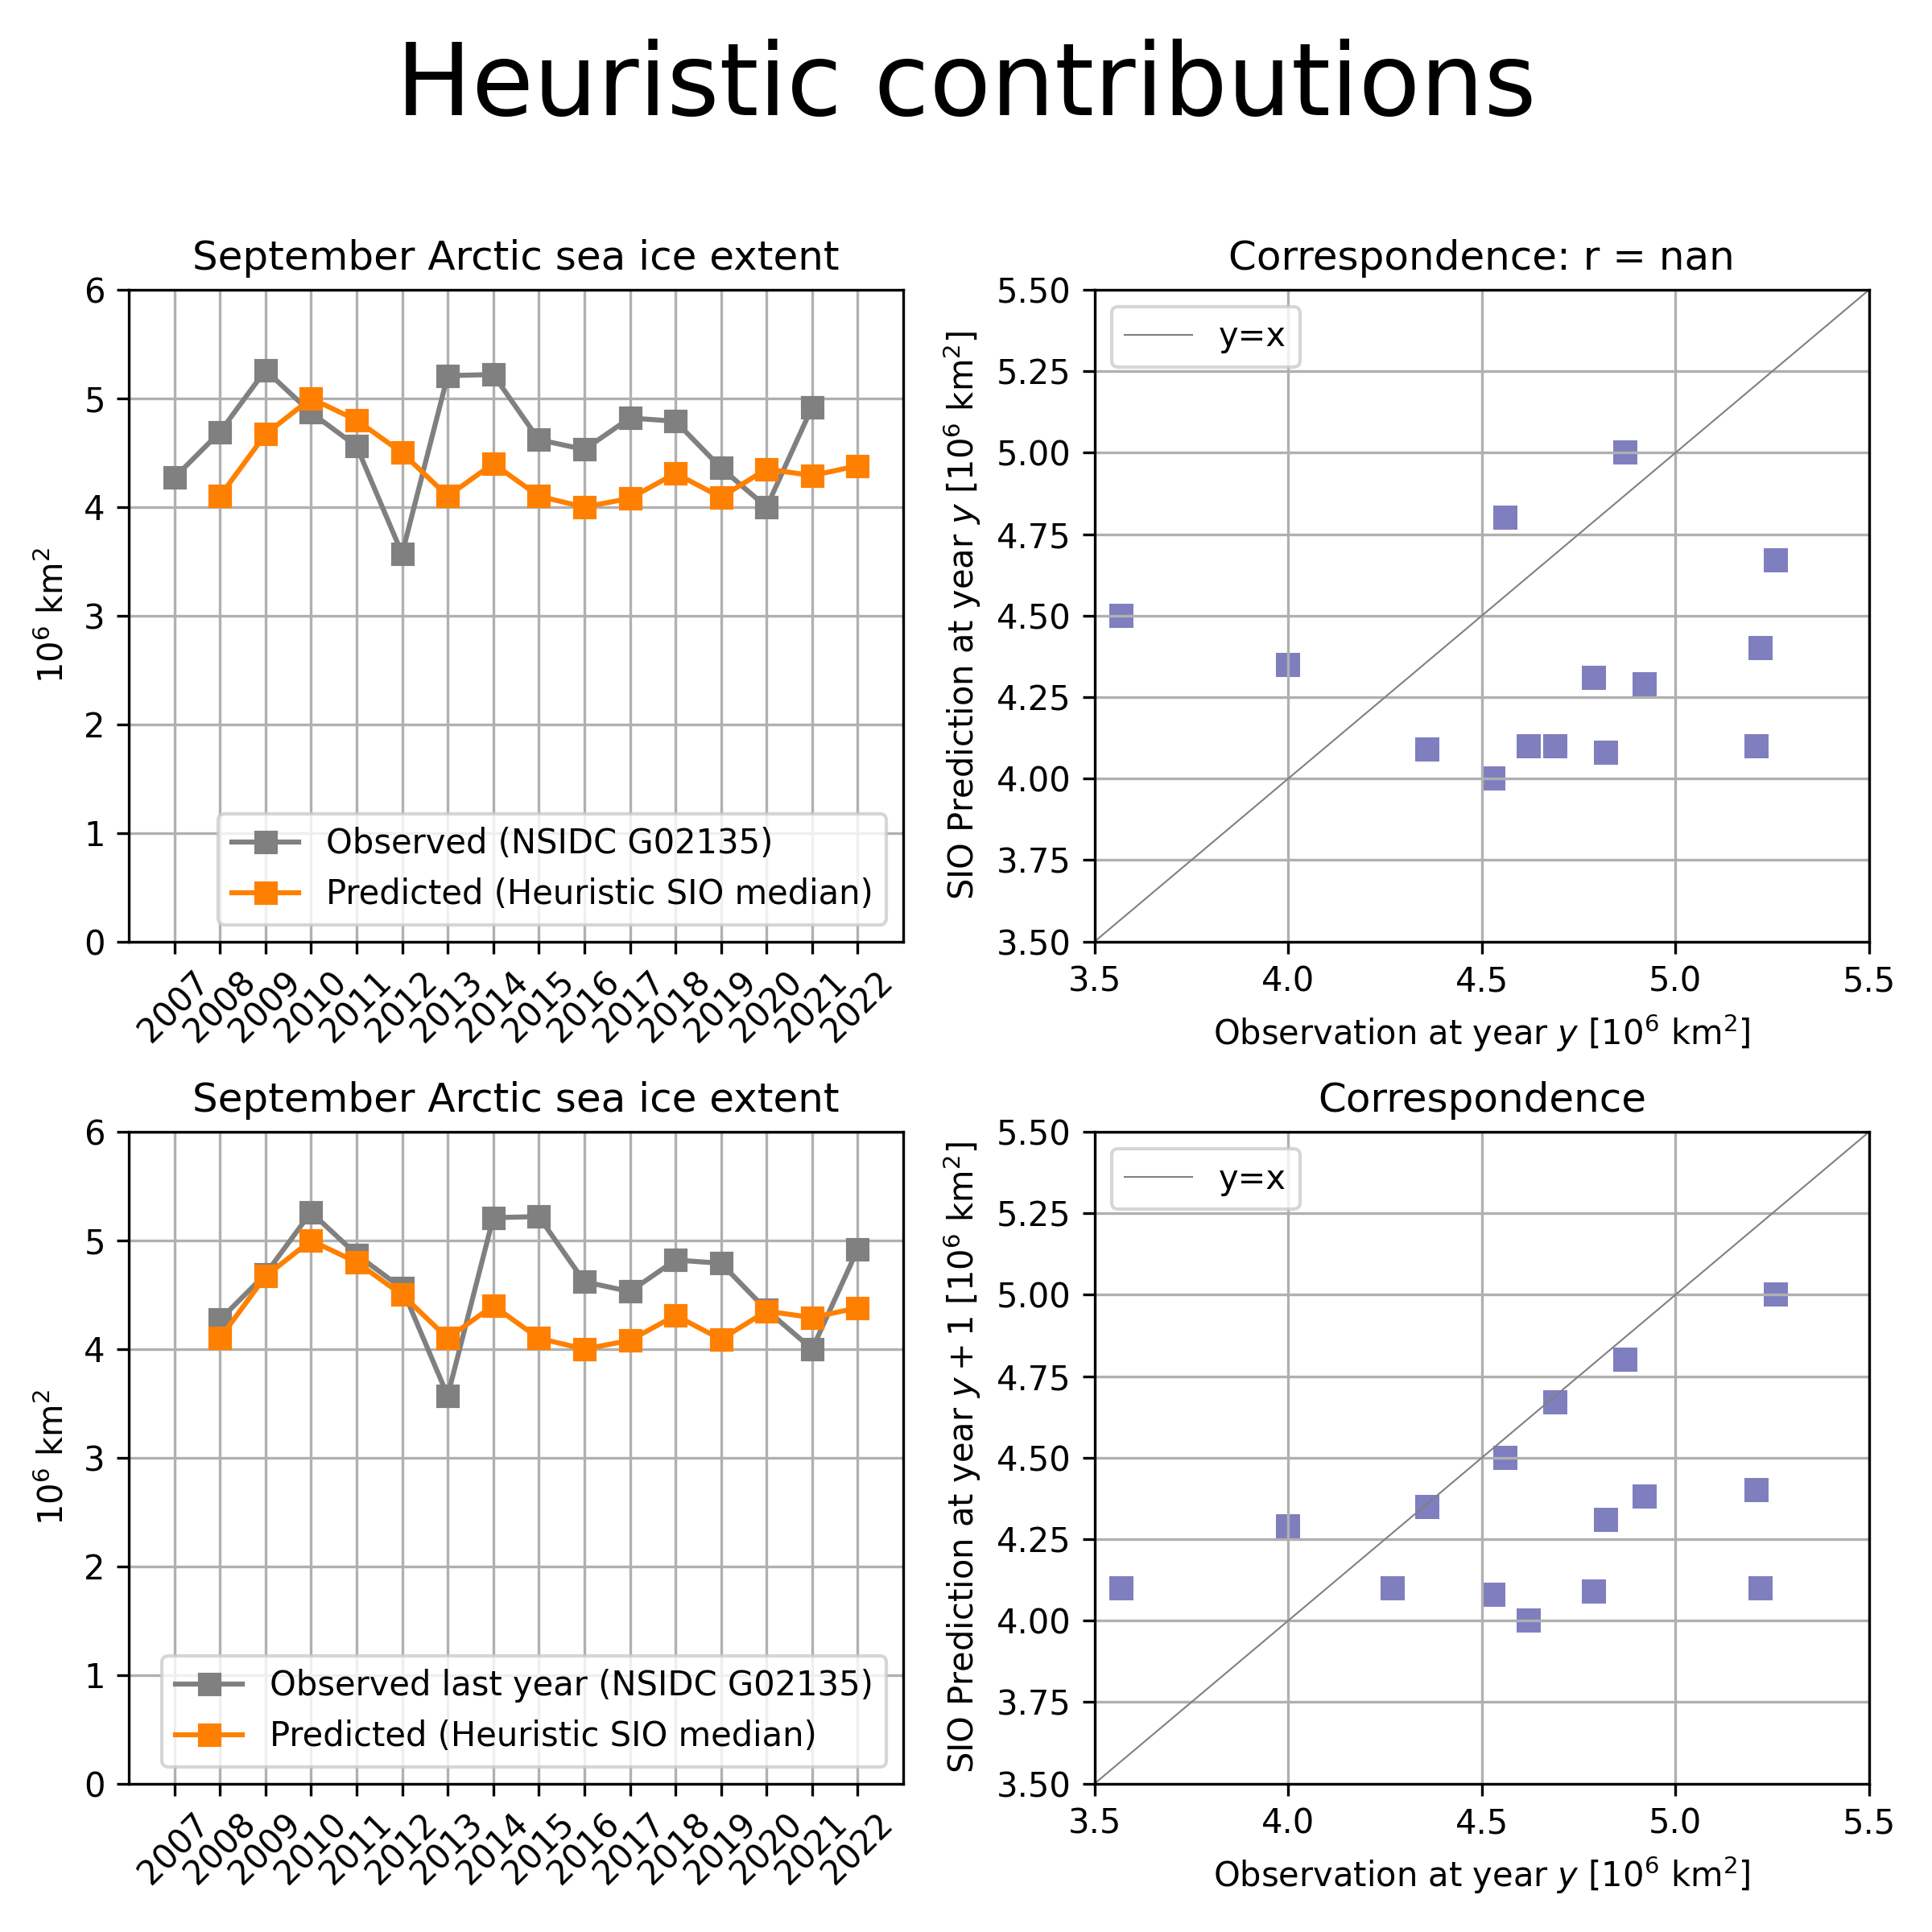 Heuristic contributions
September Arctic sea ice extent
6
5
4
3
2
1
0
10⁶ km²
Observed (NSIDC G02135)
Predicted (Heuristic SIO median)
2007 2008 2009 2010 2011 2012 2013 2014 2015 2016 2017 2018 2019 2020 2021 2022
Correspondence: r = nan
y=x
5.50
5.25
5.00
4.75
4.50
4.25
4.00
3.75
3.50
SIO Prediction at year y [10⁶ km²]
3.5 4.0 4.5 5.0 5.5
Observation at year y [10⁶ km²]
September Arctic sea ice extent
6
5
4
3
2
1
0
10⁶ km²
Observed last year (NSIDC G02135)
Predicted (Heuristic SIO median)
2007 2008 2009 2010 2011 2012 2013 2014 2015 2016 2017 2018 2019 2020 2021 2022
Correspondence
y=x
5.50
5.25
5.00
4.75
4.50
4.25
4.00
3.75
3.50
SIO Prediction at year y + 1 [10⁶ km²]
3.5 4.0 4.5 5.0 5.5
Observation at year y [10⁶ km²]